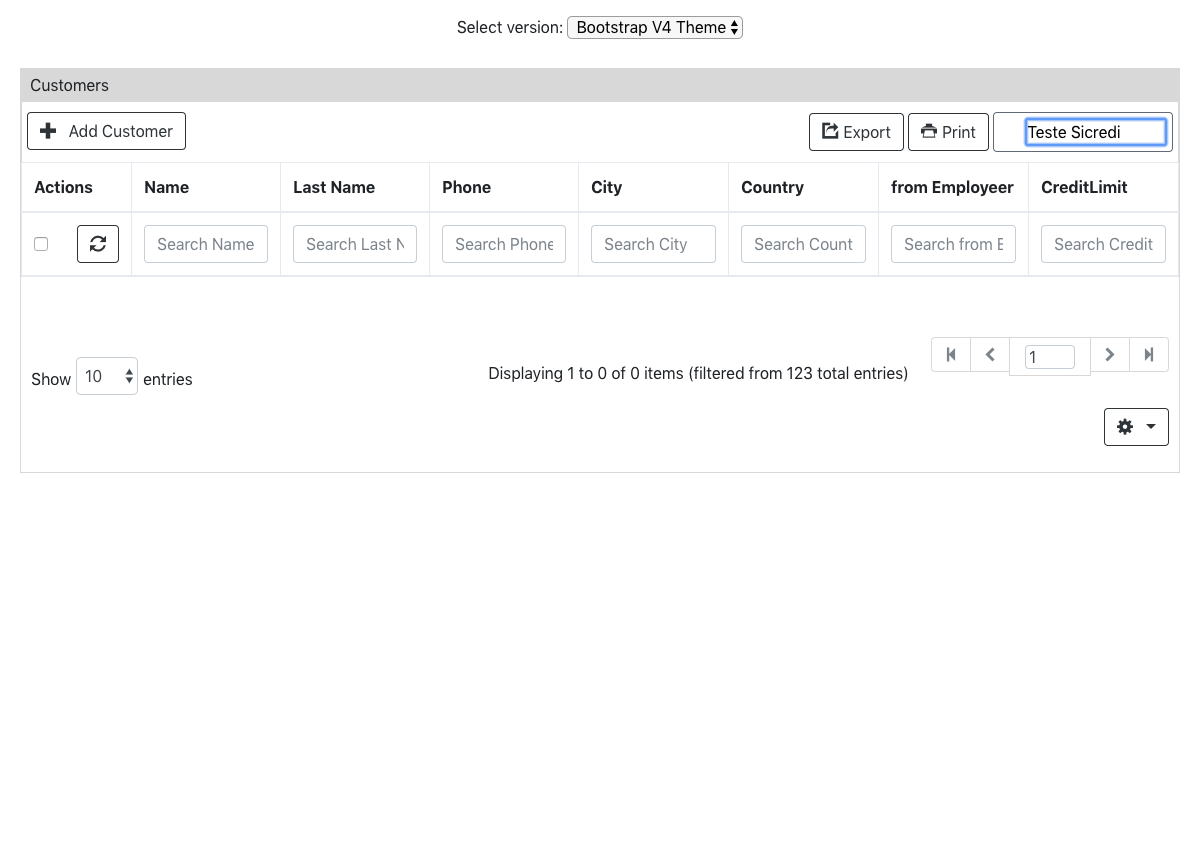 Select version: Bootstrap V4 Theme
Customers
Add Customer Export Print Teste Sicredi
Actions Name Last Name Phone City Country from Employeer CreditLimit
Search Name Search Last N Search Phone Search City Search Count Search from E Search Credit
Show 10 entries Displaying 1 to 0 of 0 items (filtered from 123 total entries) 1